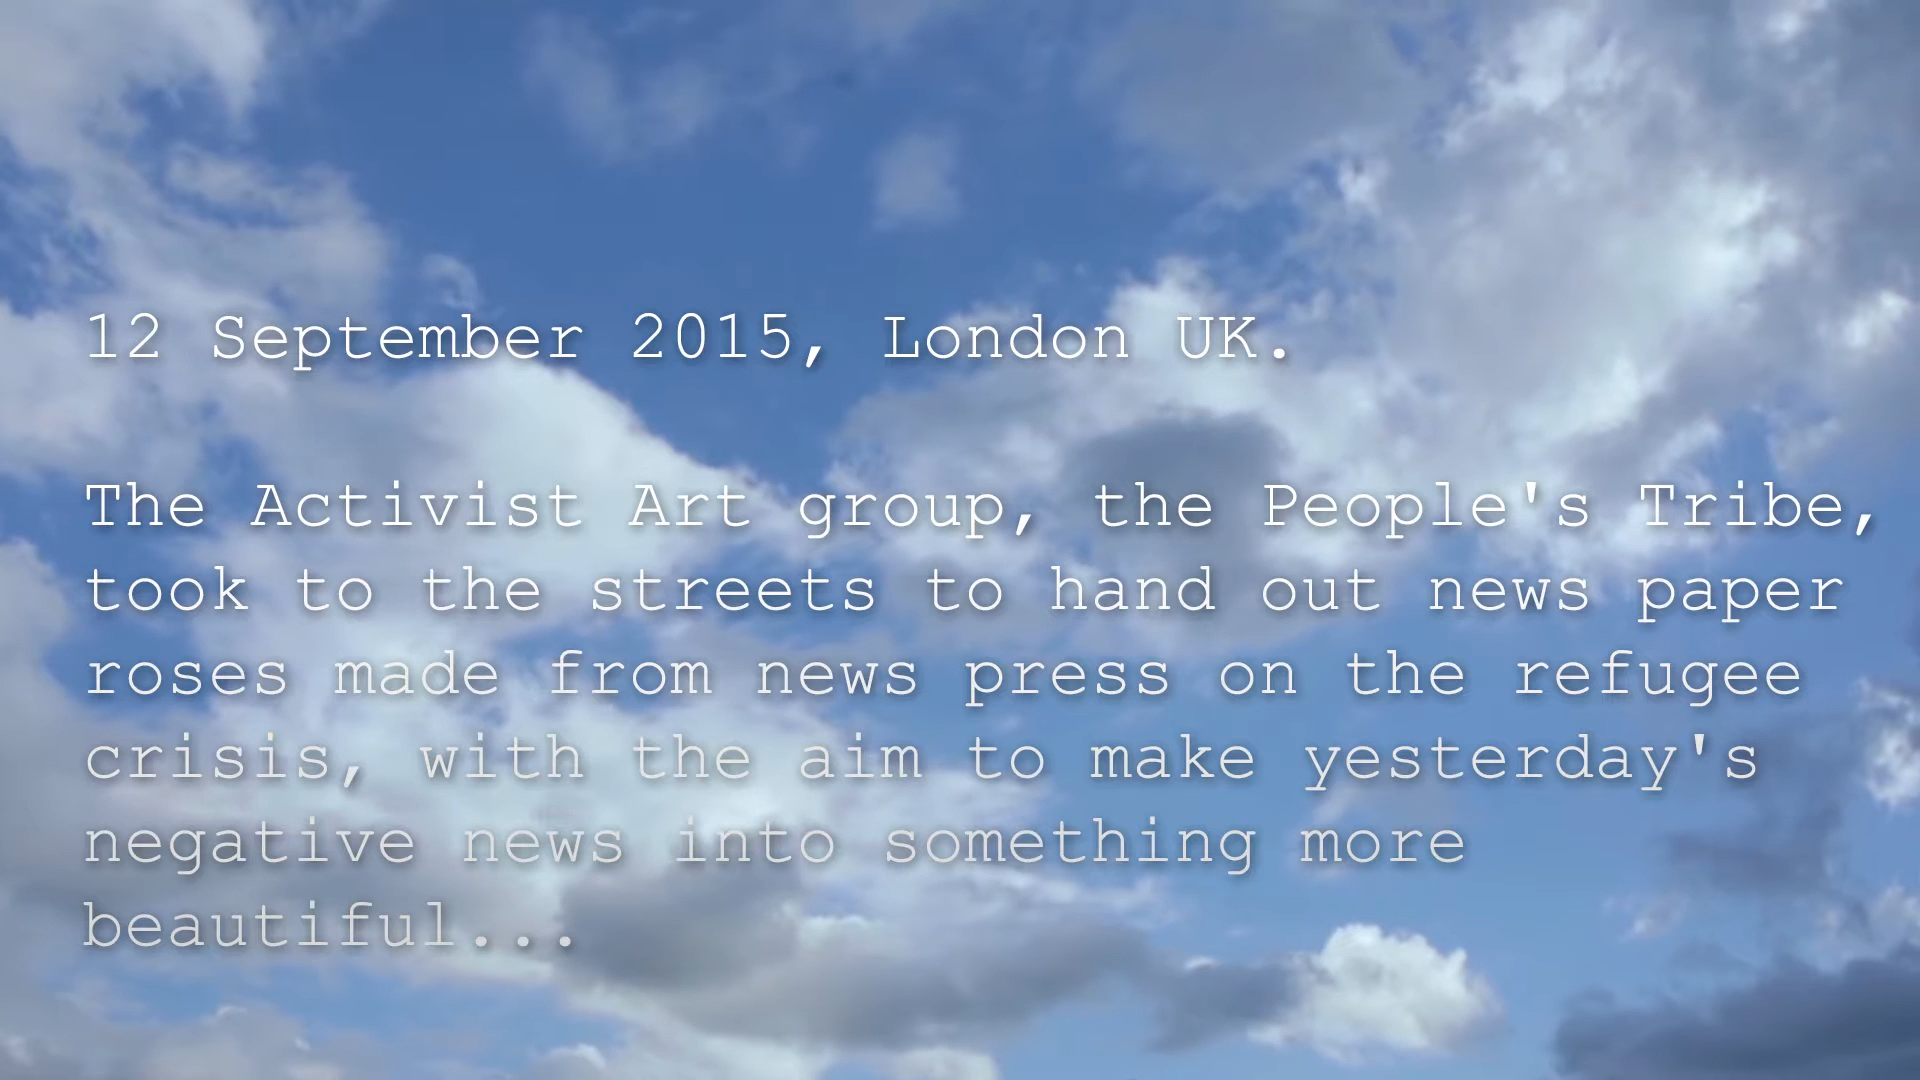 12 September 2015, London UK.
The Activist Art group, the People's Tribe,
took to the streets to hand out news paper
roses made from news press on the refugee
crisis, with the aim to make yesterday's
negative news into something more
beautiful...